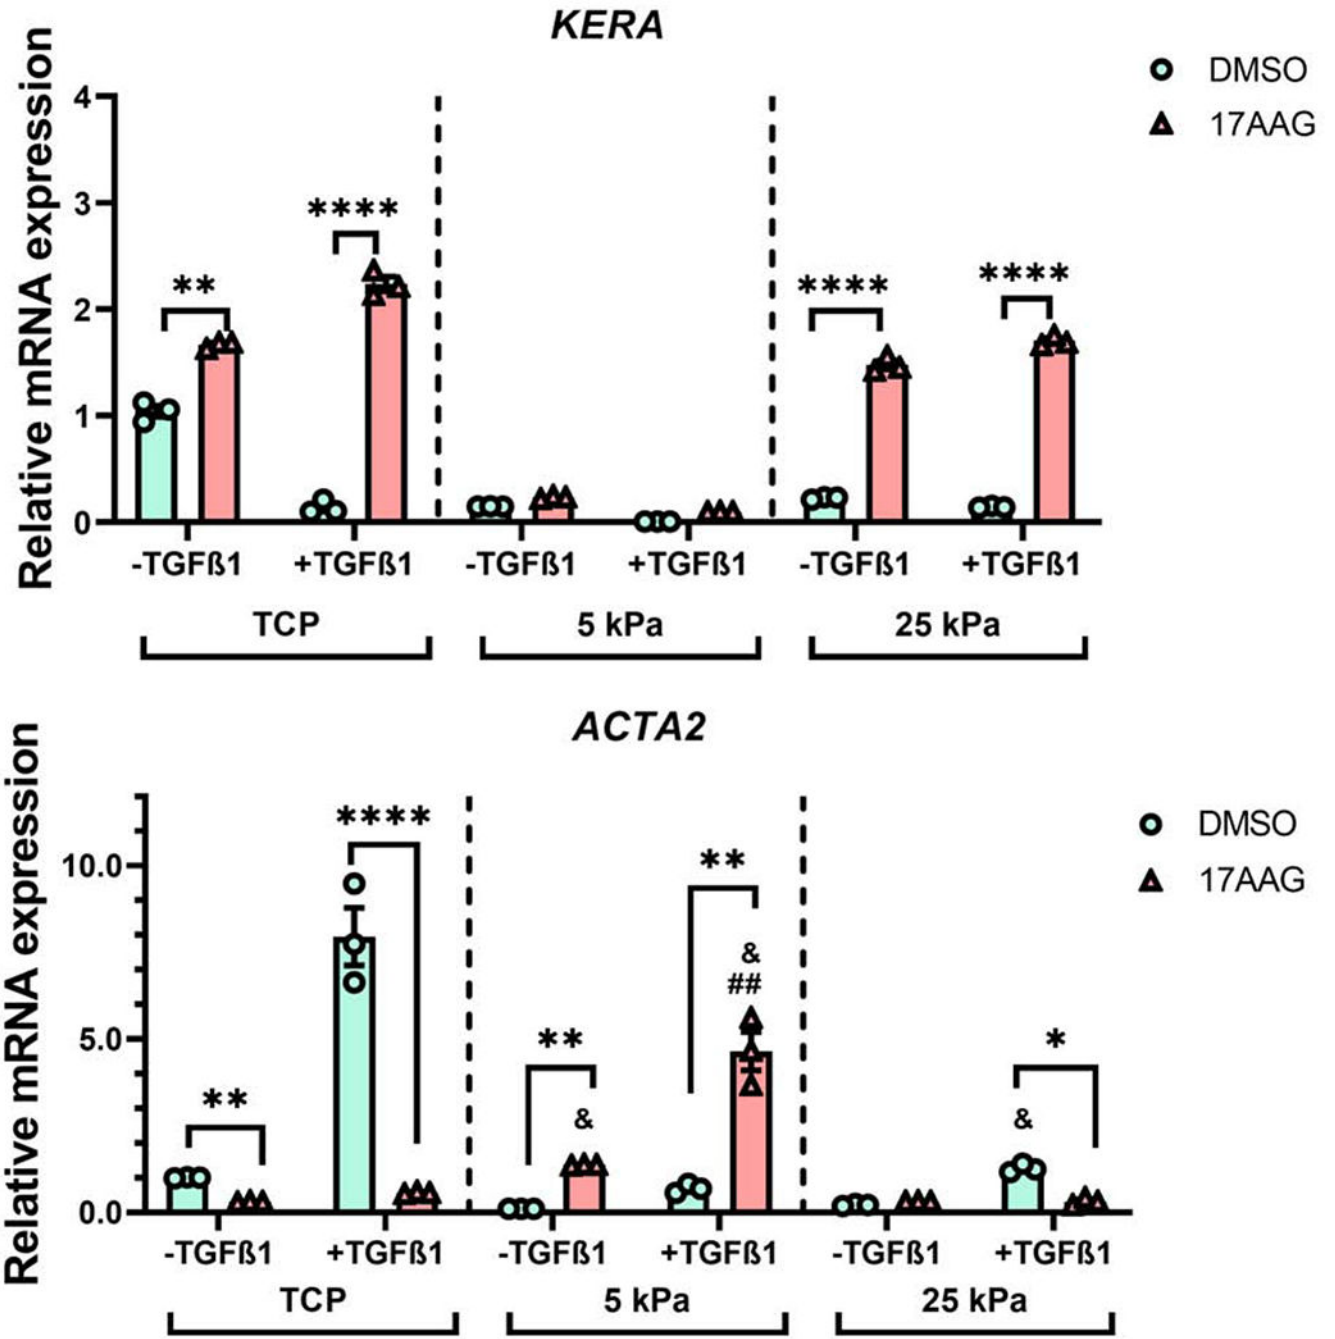 KERA
DMSO
17AAG
Relative mRNA expression
4
3
2
1
0
**
****
****
****
-TGFß1 +TGFß1 -TGFß1 +TGFß1 -TGFß1 +TGFß1
TCP 5 kPa 25 kPa
ACTA2
DMSO
17AAG
Relative mRNA expression
10.0
5.0
0.0
**
****
**
&
**
&
##
*
&
-TGFß1 +TGFß1 -TGFß1 +TGFß1 -TGFß1 +TGFß1
TCP 5 kPa 25 kPa